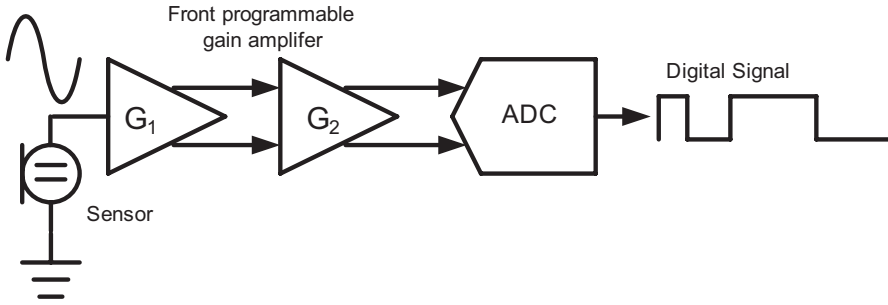 Front programmable
gain amplifer
G1
G2
ADC
Digital Signal
Sensor